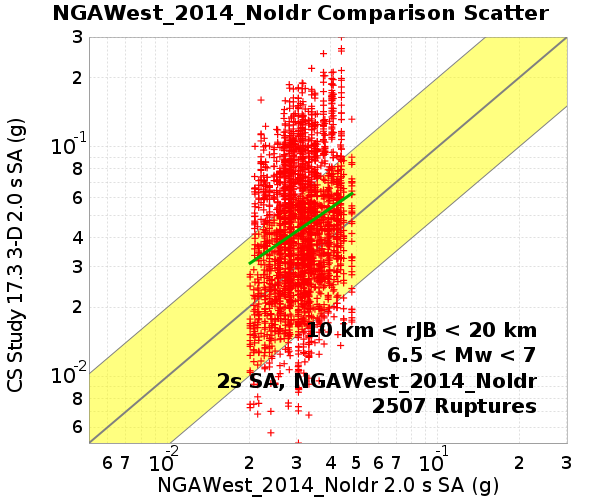 NGAWest_2014_NoIdr Comparison Scatter
CS Study 17.3 3-D 2.0 s SA (g)
3
2
10-1
8
6
4
3
2
10-2
8
6
10 km < rJB < 20 km
6.5 < Mw < 7
2s SA, NGAWest_2014_NoIdr
2507 Ruptures
6 7 10-2 2 3 4 5 6 7 10-1 2 3
NGAWest_2014_NoIdr 2.0 s SA (g)